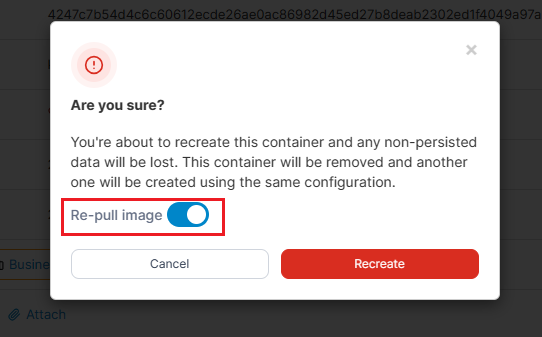 4247c7b54d4c6c60612ecde26ae0ac86982d45ed27b8deab2302ed1f4049a97a
×
Are you sure?
You're about to recreate this container and any non-persisted
data will be lost. This container will be removed and another
one will be created using the same configuration.
Re-pull image
Busine
Cancel
Recreate
Attach